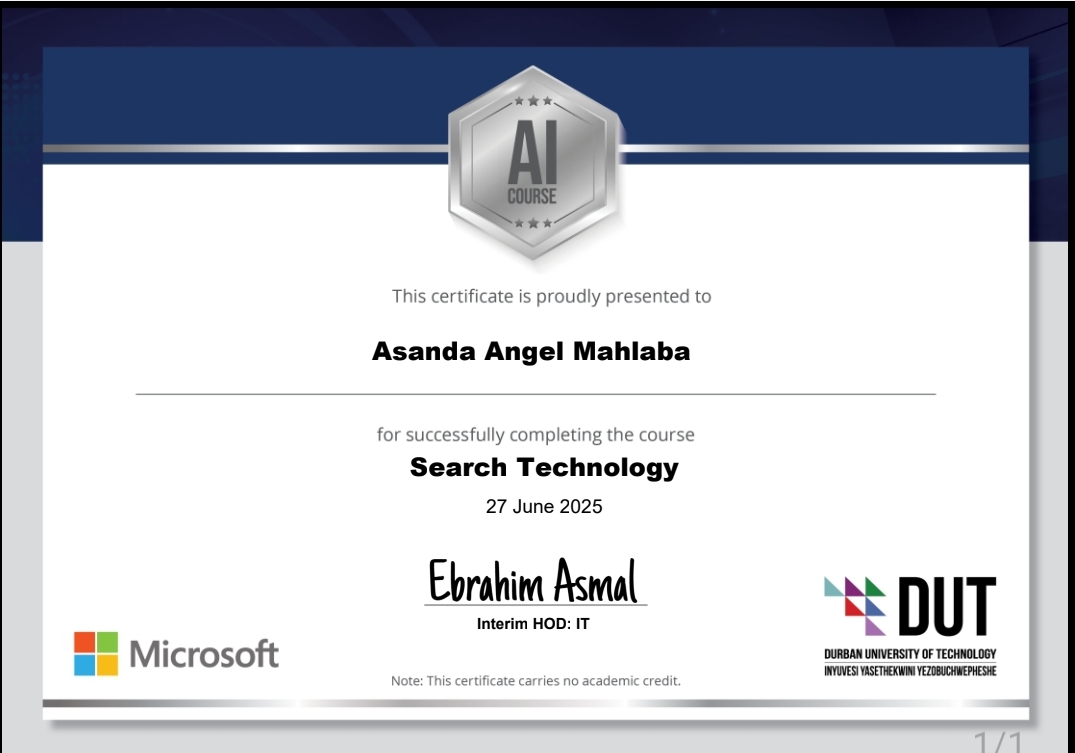 AI
COURSE
This certificate is proudly presented to
Asanda Angel Mahlaba
for successfully completing the course
Search Technology
27 June 2025
Ebrahim Asmal
Interim HOD: IT
Microsoft
DUT
DURBAN UNIVERSITY OF TECHNOLOGY
INYUVESI YASETHEKWINI YEZOBUCHWEPHESHE
Note: This certificate carries no academic credit.
1/1